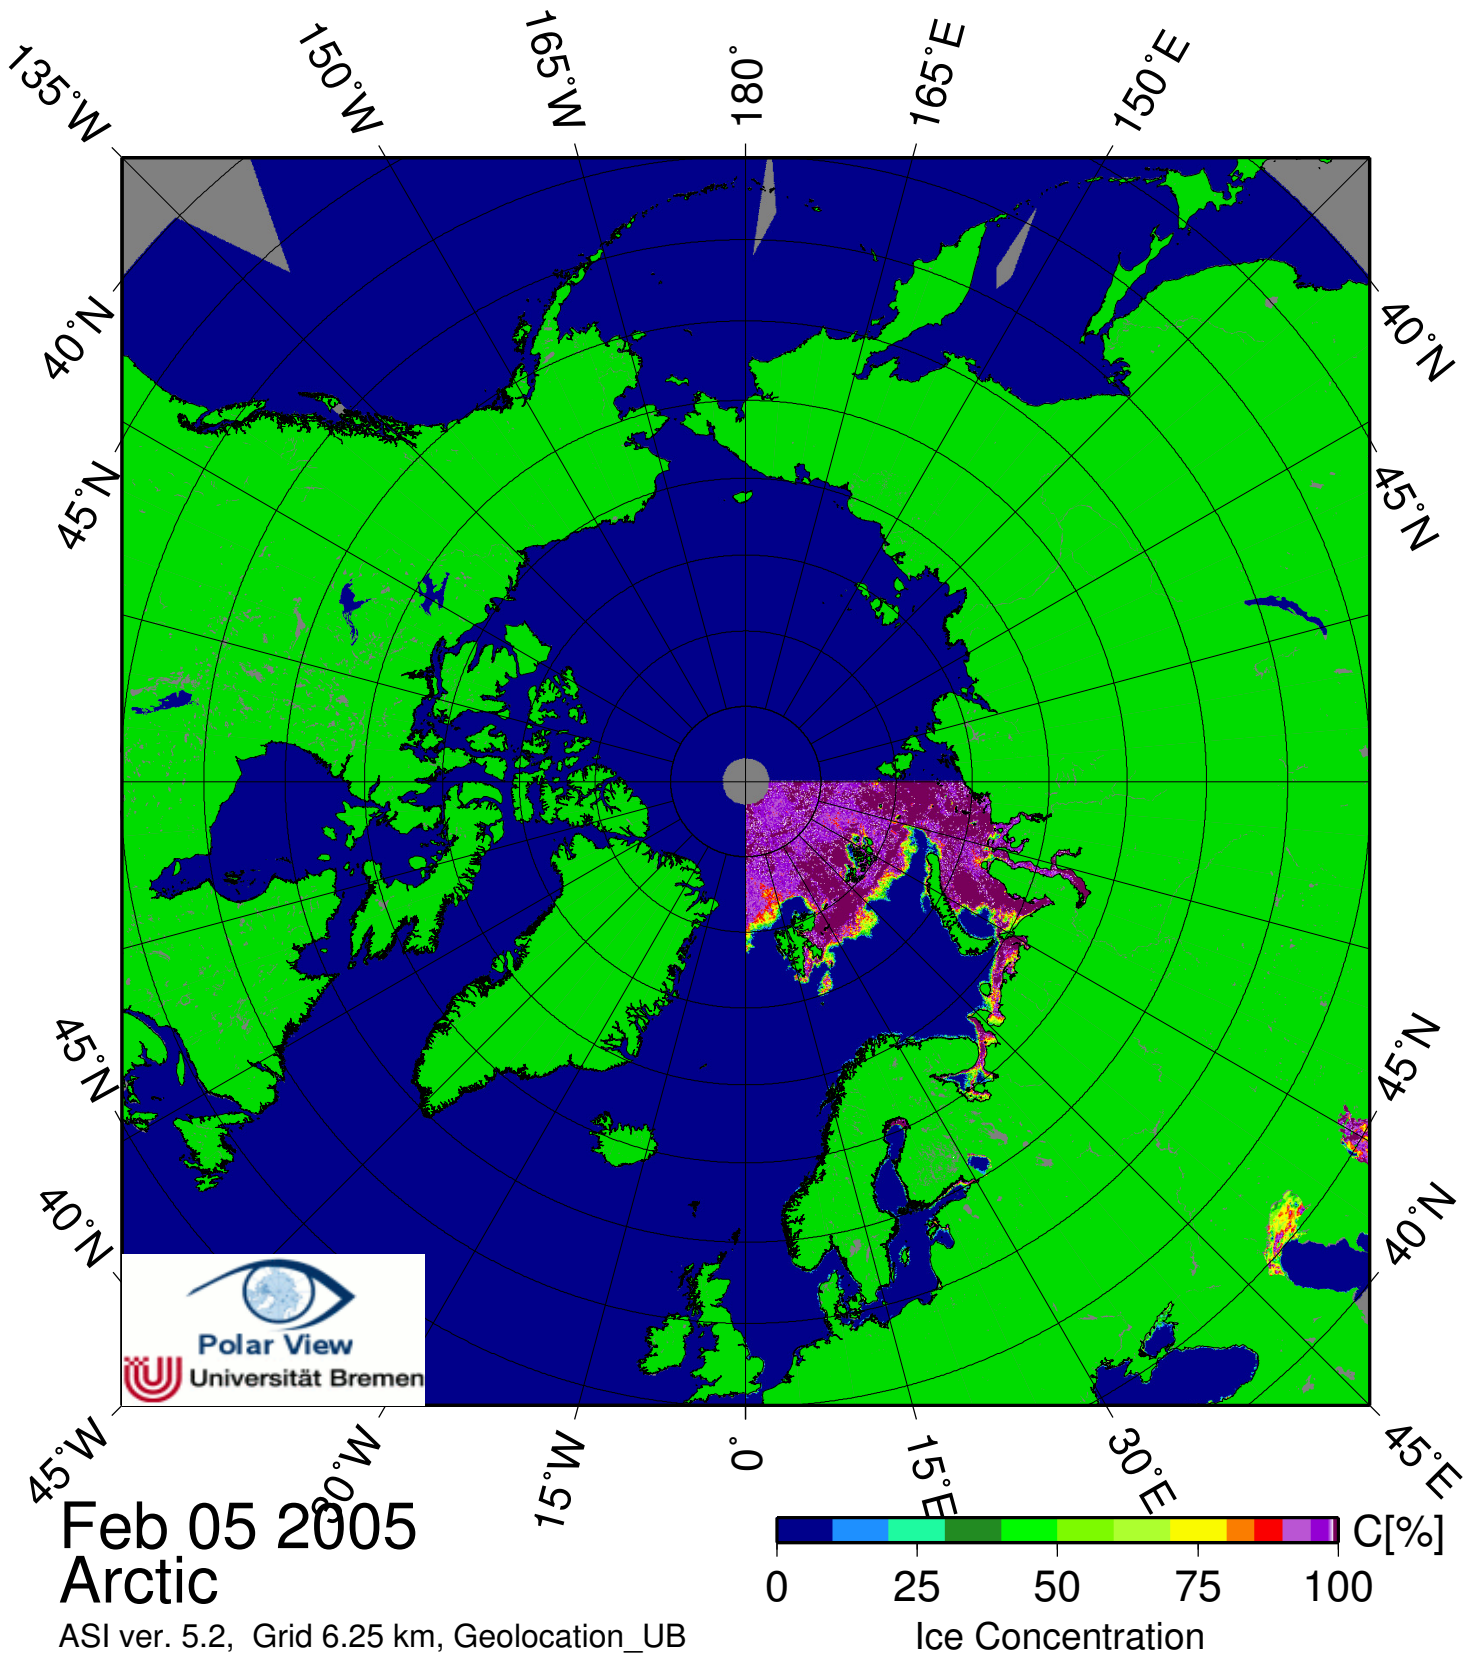 135°W
150°W
165°W
180°
165°E
150°E
40°N
40°N
45°N
45°N
45°N
45°N
40°N
40°N
Polar View
Universität Bremen
45°W
30°W
15°W
0°
15°E
30°E
45°E
Feb 05 2005
Arctic
ASI ver. 5.2, Grid 6.25 km, Geolocation_UB
C[%]
0 25 50 75 100
Ice Concentration